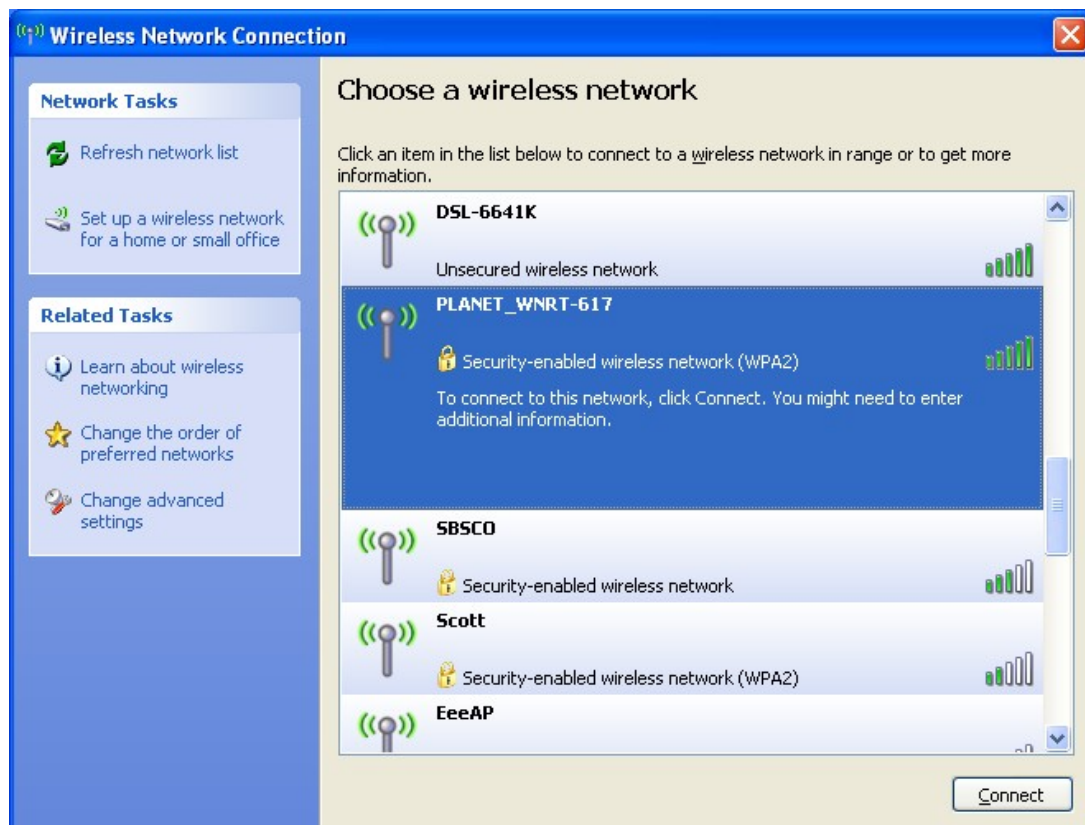 Wireless Network Connection
Network Tasks
Refresh network list
Set up a wireless network
for a home or small office
Related Tasks
Learn about wireless
networking
Change the order of
preferred networks
Change advanced
settings
Choose a wireless network
Click an item in the list below to connect to a wireless network in range or to get more
information.
DSL-6641K
Unsecured wireless network
PLANET_WNRT-617
Security-enabled wireless network (WPA2)
To connect to this network, click Connect. You might need to enter
additional information.
SBSCO
Security-enabled wireless network
Scott
Security-enabled wireless network (WPA2)
EeeAP
Connect